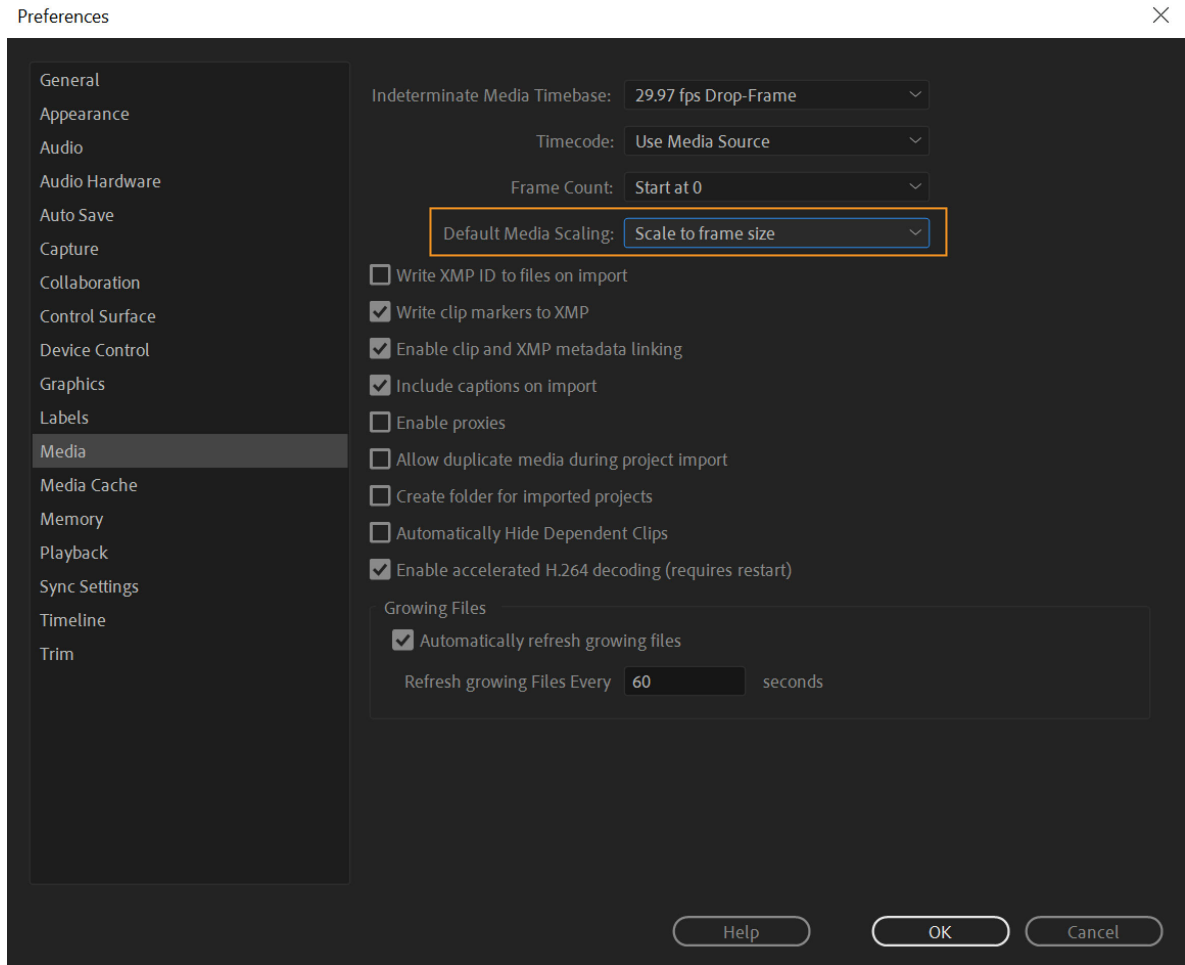 Preferences
General
Appearance
Audio
Audio Hardware
Auto Save
Capture
Collaboration
Control Surface
Device Control
Graphics
Labels
Media
Media Cache
Memory
Playback
Sync Settings
Timeline
Trim
Indeterminate Media Timebase: 29.97 fps Drop-Frame
Timecode: Use Media Source
Frame Count: Start at 0
Default Media Scaling: Scale to frame size
Write XMP ID to files on import
Write clip markers to XMP
Enable clip and XMP metadata linking
Include captions on import
Enable proxies
Allow duplicate media during project import
Create folder for imported projects
Automatically Hide Dependent Clips
Enable accelerated H.264 decoding (requires restart)
Growing Files
Automatically refresh growing files
Refresh growing Files Every 60 seconds
Help OK Cancel